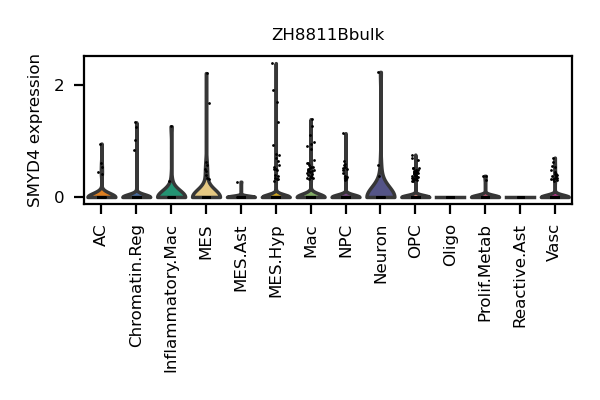 ZH8811Bbulk
SMYD4 expression
2
0
AC
Chromatin.Reg
Inflammatory.Mac
MES
MES.Ast
MES.Hyp
Mac
NPC
Neuron
OPC
Oligo
Prolif.Metab
Reactive.Ast
Vasc